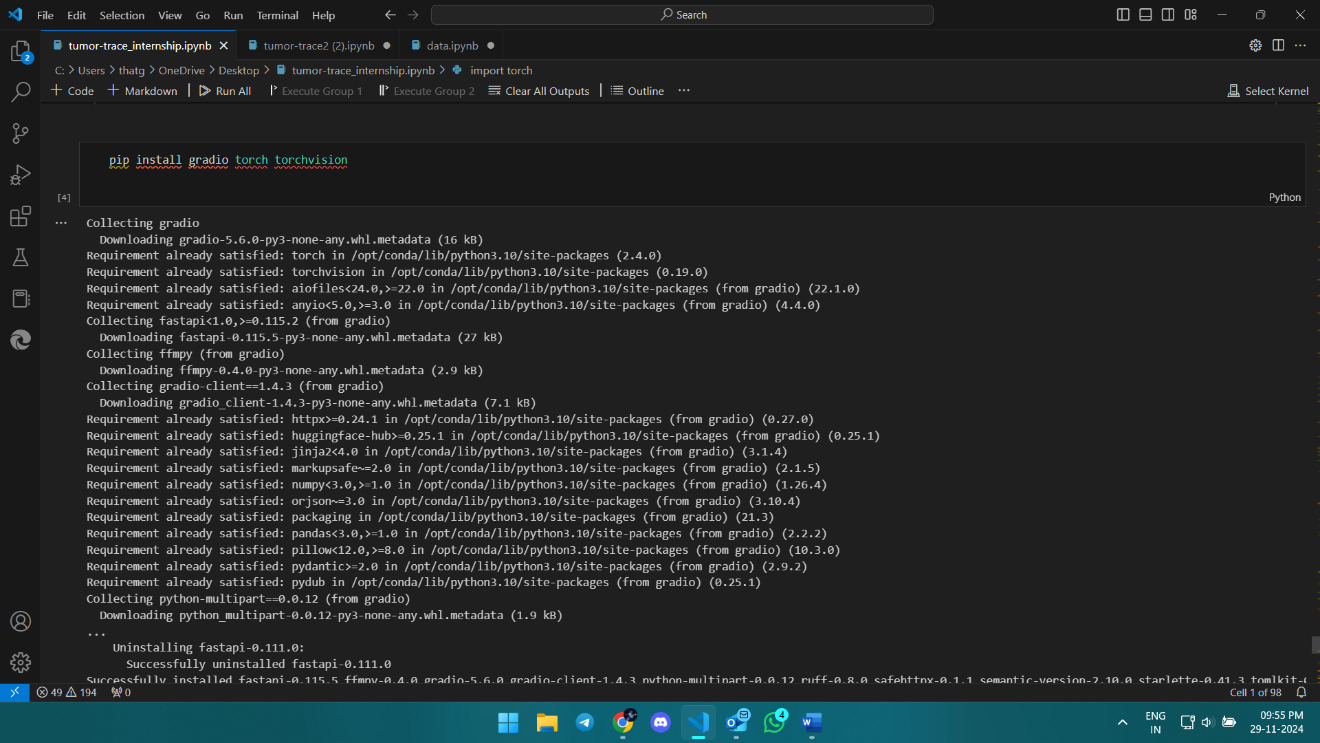 File Edit Selection View Go Run Terminal Help Search
tumor-trace_internship.ipynb tumor-trace2 (2).ipynb data.ipynb
C: > Users > thatg > OneDrive > Desktop > tumor-trace_internship.ipynb > import torch
+ Code + Markdown Run All Execute Group 1 Execute Group 2 Clear All Outputs Outline ... Select Kernel
2
pip install gradio torch torchvision
[4] Python
... Collecting gradio
Downloading gradio-5.6.0-py3-none-any.whl.metadata (16 kB)
Requirement already satisfied: torch in /opt/conda/lib/python3.10/site-packages (2.4.0)
Requirement already satisfied: torchvision in /opt/conda/lib/python3.10/site-packages (0.19.0)
Requirement already satisfied: aiofiles<24.0,>=22.0 in /opt/conda/lib/python3.10/site-packages (from gradio) (22.1.0)
Requirement already satisfied: anyio<5.0,>=3.0 in /opt/conda/lib/python3.10/site-packages (from gradio) (4.4.0)
Collecting fastapi<1.0,>=0.115.2 (from gradio)
Downloading fastapi-0.115.5-py3-none-any.whl.metadata (27 kB)
Collecting ffmpy (from gradio)
Downloading ffmpy-0.4.0-py3-none-any.whl.metadata (2.9 kB)
Collecting gradio-client==1.4.3 (from gradio)
Downloading gradio_client-1.4.3-py3-none-any.whl.metadata (7.1 kB)
Requirement already satisfied: httpx>=0.24.1 in /opt/conda/lib/python3.10/site-packages (from gradio) (0.27.0)
Requirement already satisfied: huggingface-hub>=0.25.1 in /opt/conda/lib/python3.10/site-packages (from gradio) (0.25.1)
Requirement already satisfied: jinja2<4.0 in /opt/conda/lib/python3.10/site-packages (from gradio) (3.1.4)
Requirement already satisfied: markupsafe~=2.0 in /opt/conda/lib/python3.10/site-packages (from gradio) (2.1.5)
Requirement already satisfied: numpy<3.0,>=1.0 in /opt/conda/lib/python3.10/site-packages (from gradio) (1.26.4)
Requirement already satisfied: orjson~=3.0 in /opt/conda/lib/python3.10/site-packages (from gradio) (3.10.4)
Requirement already satisfied: packaging in /opt/conda/lib/python3.10/site-packages (from gradio) (21.3)
Requirement already satisfied: pandas<3.0,>=1.0 in /opt/conda/lib/python3.10/site-packages (from gradio) (2.2.2)
Requirement already satisfied: pillow<12.0,>=8.0 in /opt/conda/lib/python3.10/site-packages (from gradio) (10.3.0)
Requirement already satisfied: pydantic>=2.0 in /opt/conda/lib/python3.10/site-packages (from gradio) (2.9.2)
Requirement already satisfied: pydub in /opt/conda/lib/python3.10/site-packages (from gradio) (0.25.1)
Collecting python-multipart==0.0.12 (from gradio)
Downloading python_multipart-0.0.12-py3-none-any.whl.metadata (1.9 kB)
...
Uninstalling fastapi-0.111.0:
Successfully uninstalled fastapi-0.111.0
Successfully installed fastapi-0.115.5 ffmpy-0.4.0 gradio-5.6.0 gradio-client-1.4.3 python-multipart-0.0.12 ruff-0.8.0 safehttpx-0.1.1 semantic-version-2.10.0 starlette-0.41.3 tomlkit-
49 194 0 Cell 1 of 98
4 ENG 09:55 PM
IN 29-11-2024